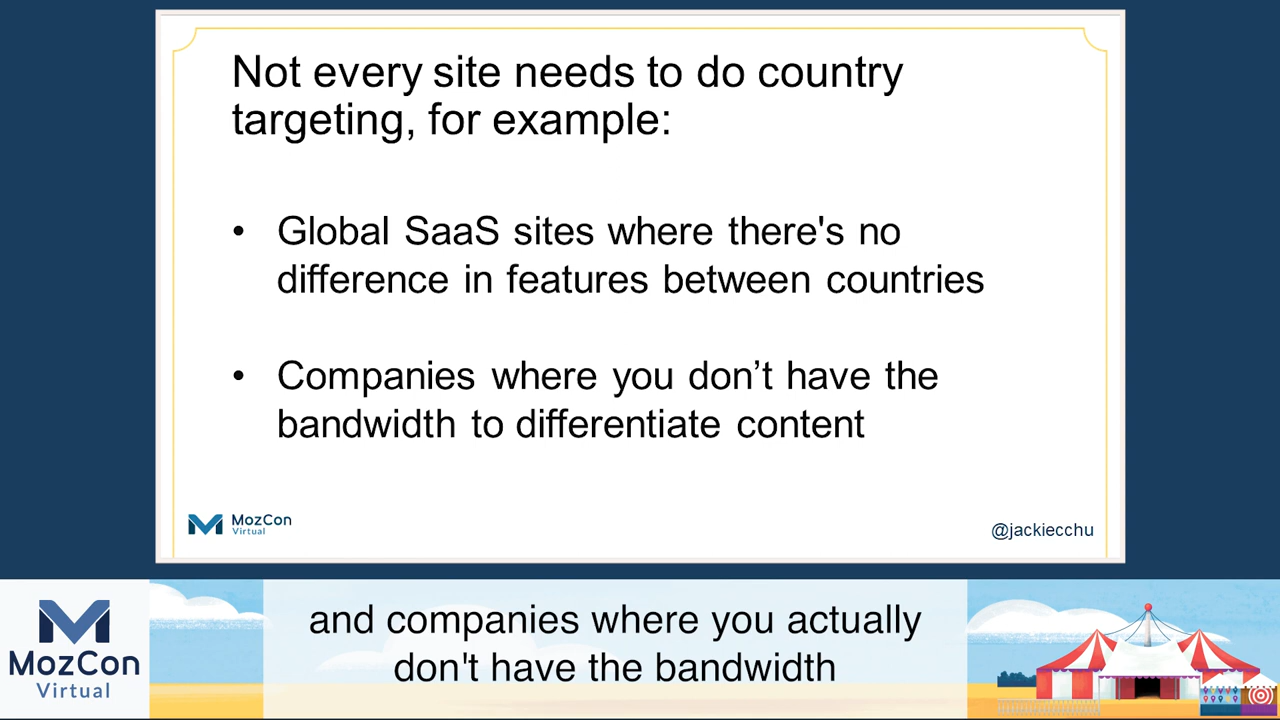 Not every site needs to do country
targeting, for example:
• Global SaaS sites where there's no
difference in features between countries
• Companies where you don’t have the
bandwidth to differentiate content
MozCon
Virtual
@jackiecchu
MozCon
Virtual
and companies where you actually
don't have the bandwidth